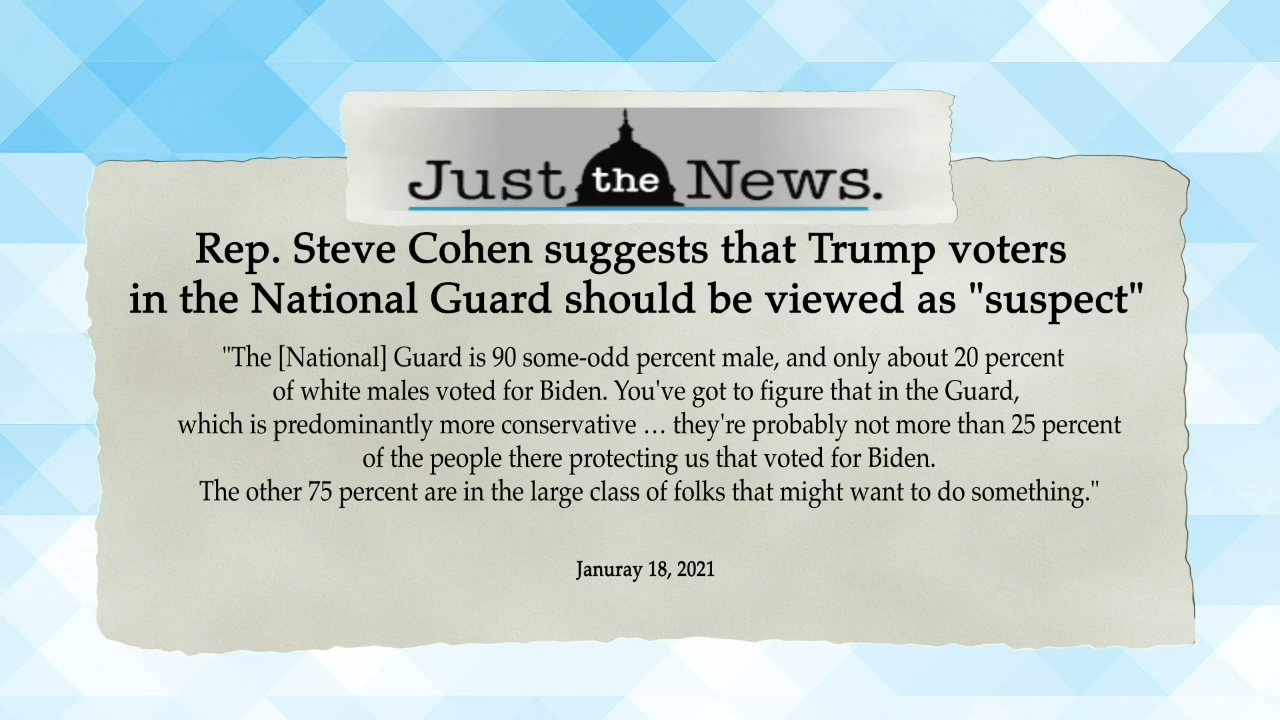 Just the News.
Rep. Steve Cohen suggests that Trump voters
in the National Guard should be viewed as "suspect"
"The [National] Guard is 90 some-odd percent male, and only about 20 percent
of white males voted for Biden. You've got to figure that in the Guard,
which is predominantly more conservative … they're probably not more than 25 percent
of the people there protecting us that voted for Biden.
The other 75 percent are in the large class of folks that might want to do something."
Januray 18, 2021